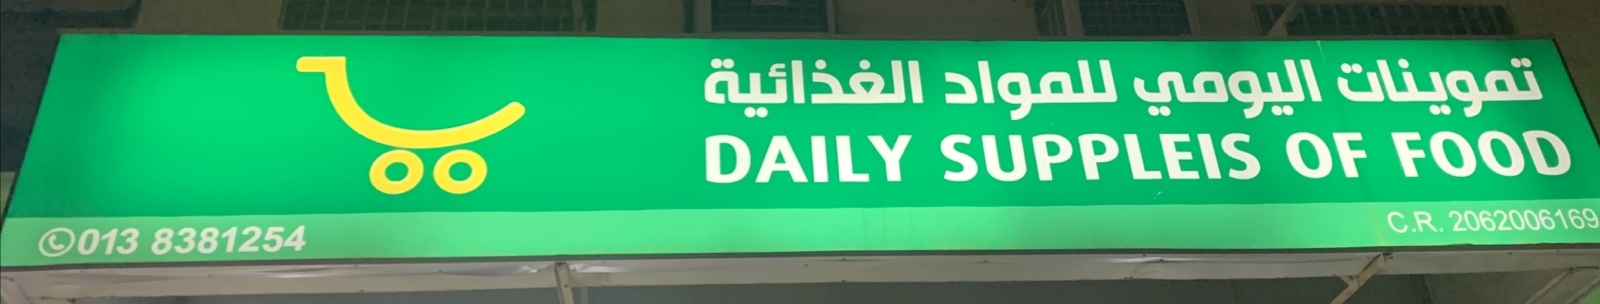 تموينات اليومي للمواد الغذائية
DAILY SUPPLEIS OF FOOD
013 8381254
C.R. 2062006169